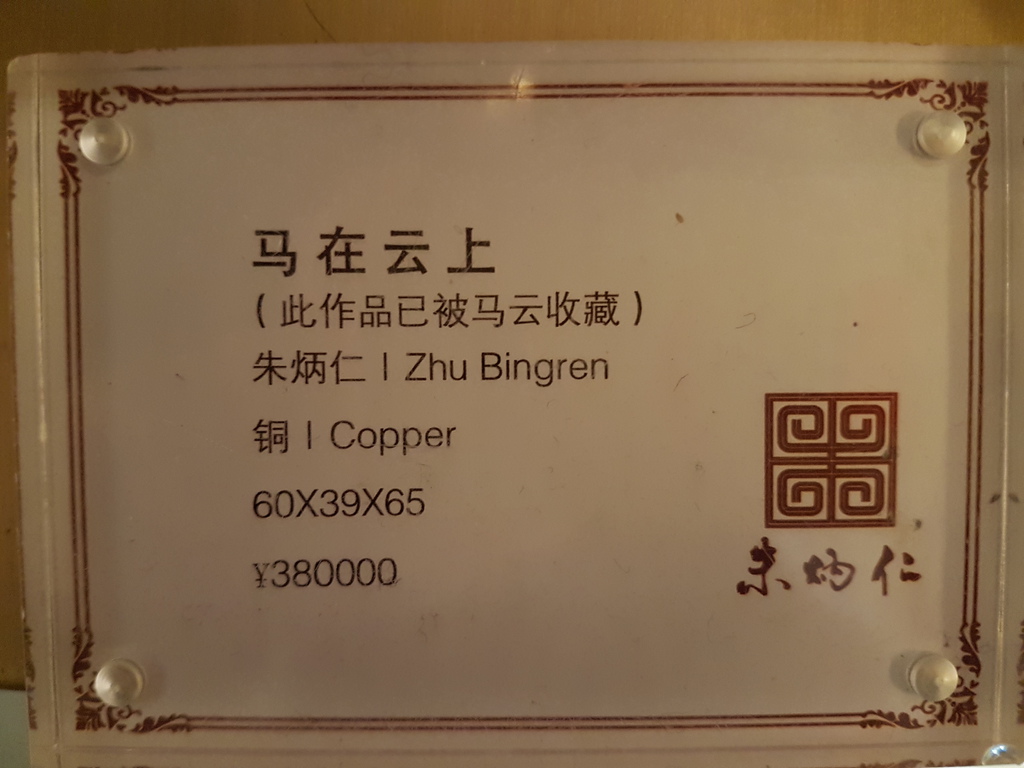 马在云上
（此作品已被马云收藏）
朱炳仁 | Zhu Bingren
铜 | Copper
60X39X65
¥380000
朱炳仁